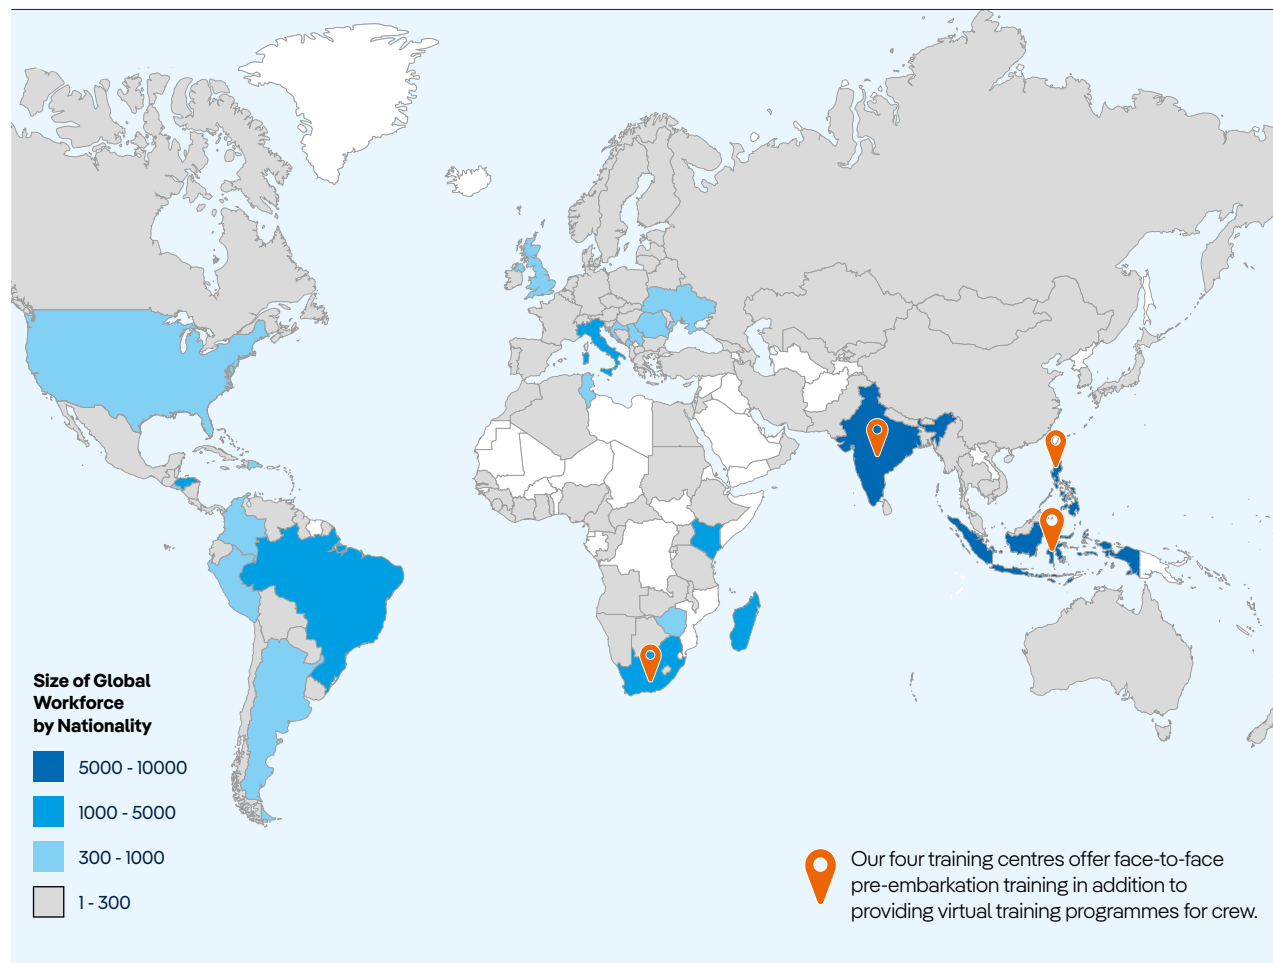 Size of Global
Workforce
by Nationality
5000 - 10000
1000 - 5000
300 - 1000
1 - 300
Our four training centres offer face-to-face
pre-embarkation training in addition to
providing virtual training programmes for crew.